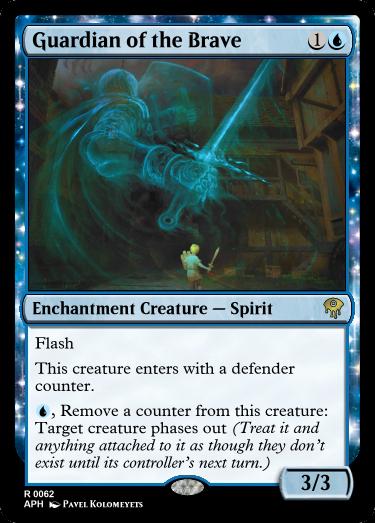 Guardian of the Brave 1
Enchantment Creature — Spirit
Flash
This creature enters with a defender
counter.
, Remove a counter from this creature:
Target creature phases out (Treat it and
anything attached to it as though they don't
exist until its controller's next turn.)
3/3
R 0062
APH PAVEL KOLOMEYETS